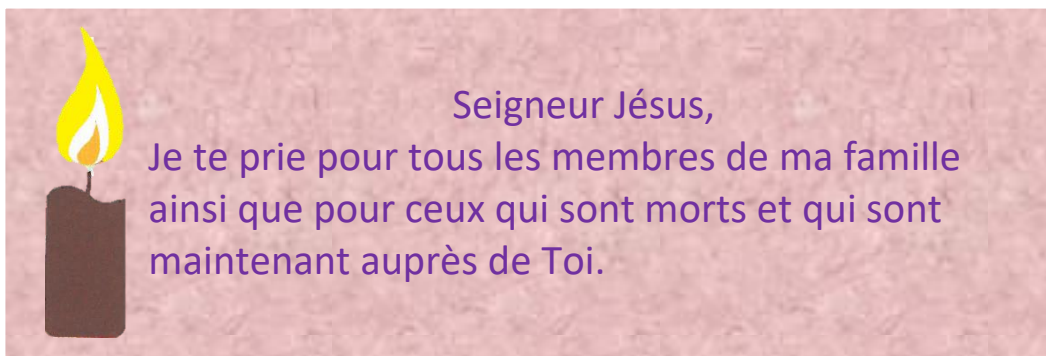 Seigneur Jésus,
Je te prie pour tous les membres de ma famille
ainsi que pour ceux qui sont morts et qui sont
maintenant auprès de Toi.